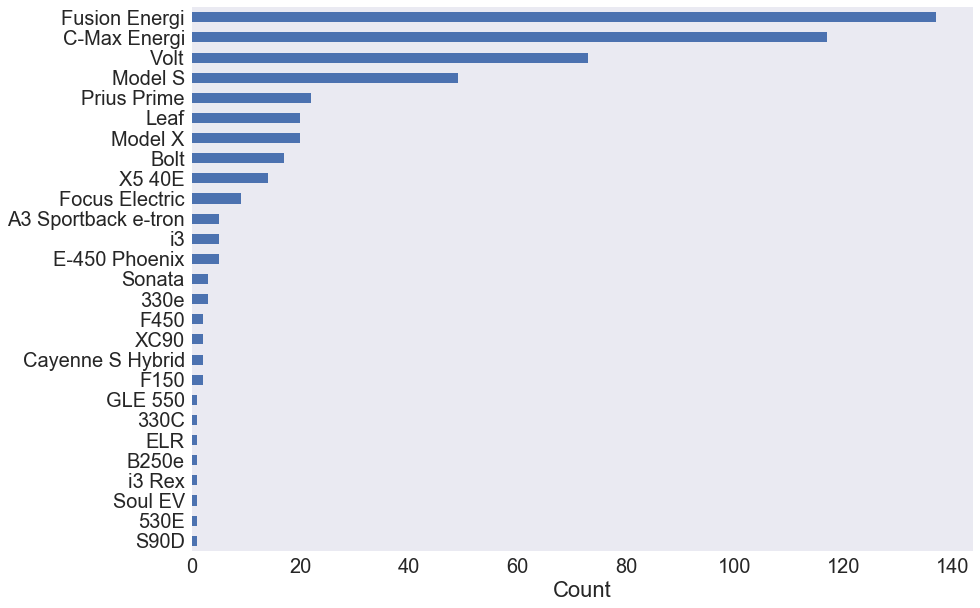 Fusion Energi
C-Max Energi
Volt
Model S
Prius Prime
Leaf
Model X
Bolt
X5 40E
Focus Electric
A3 Sportback e-tron
i3
E-450 Phoenix
Sonata
330e
F450
XC90
Cayenne S Hybrid
F150
GLE 550
330C
ELR
B250e
i3 Rex
Soul EV
530E
S90D
0 20 40 60 80 100 120 140
Count